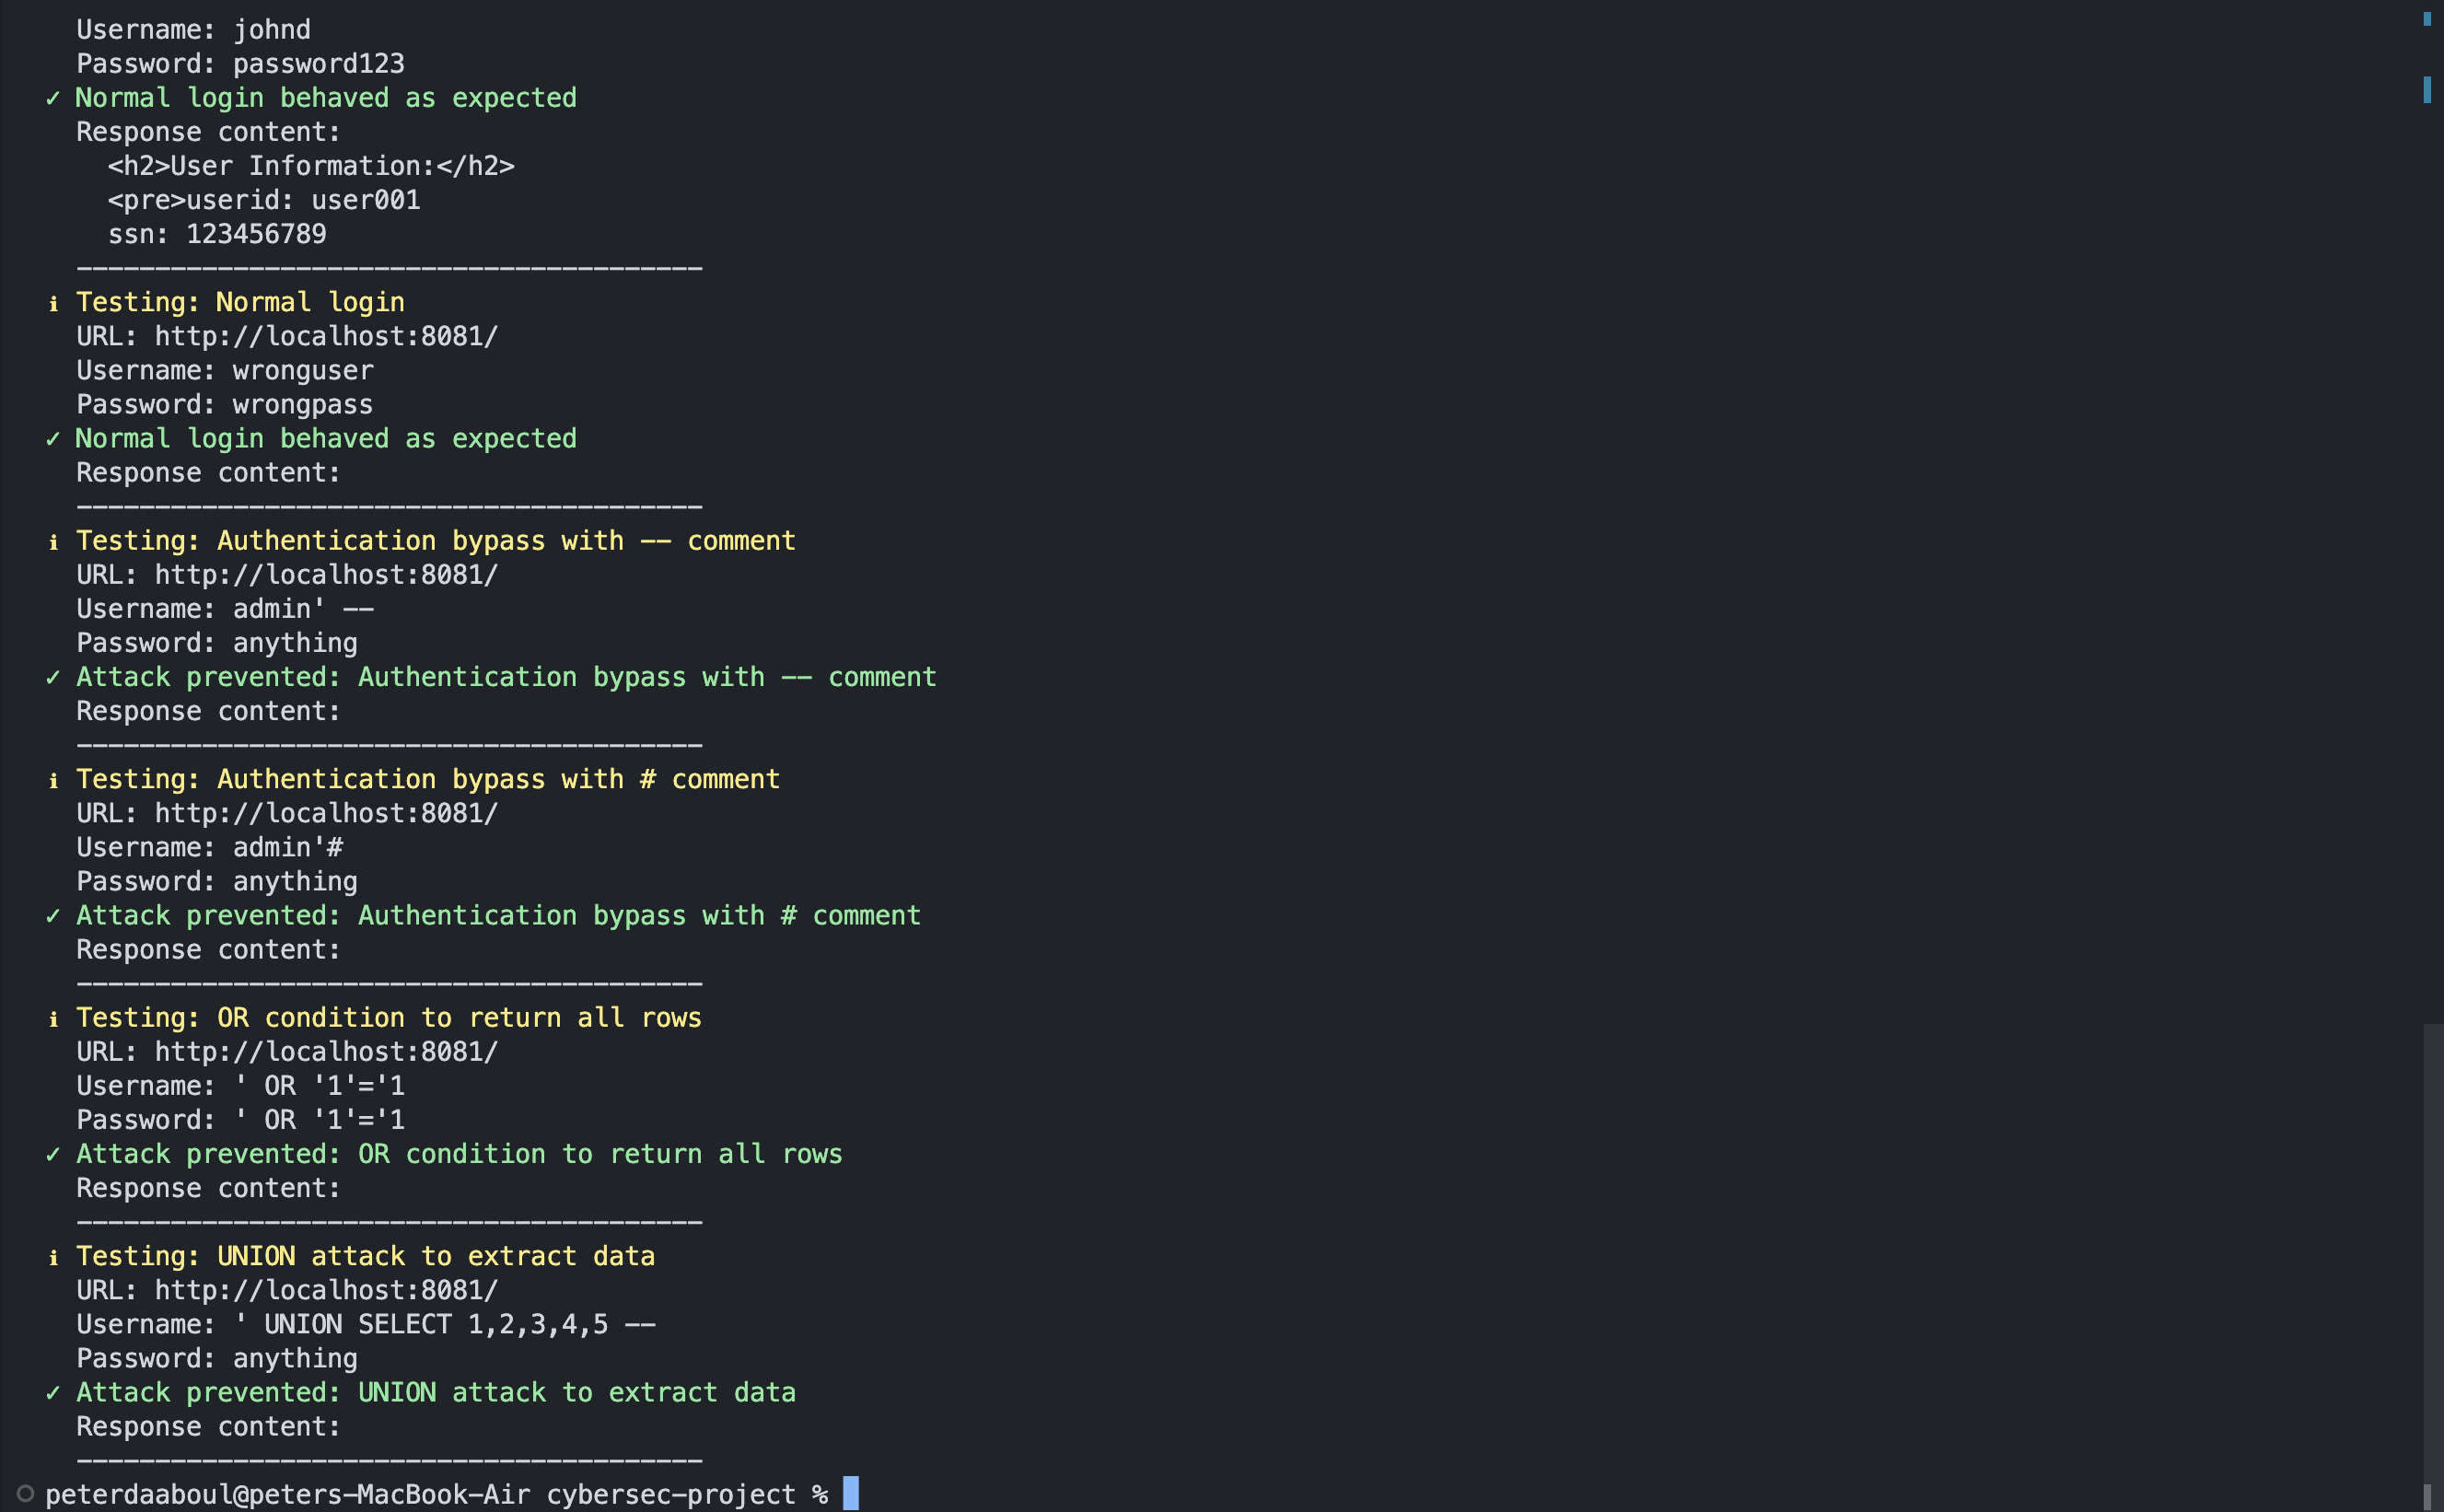 Username: johnd
Password: password123
✓ Normal login behaved as expected
Response content:
<h2>User Information:</h2>
<pre>userid: user001
ssn: 123456789
----------------------------------------
ℹ Testing: Normal login
URL: http://localhost:8081/
Username: wronguser
Password: wrongpass
✓ Normal login behaved as expected
Response content:
----------------------------------------
ℹ Testing: Authentication bypass with -- comment
URL: http://localhost:8081/
Username: admin' --
Password: anything
✓ Attack prevented: Authentication bypass with -- comment
Response content:
----------------------------------------
ℹ Testing: Authentication bypass with # comment
URL: http://localhost:8081/
Username: admin'#
Password: anything
✓ Attack prevented: Authentication bypass with # comment
Response content:
----------------------------------------
ℹ Testing: OR condition to return all rows
URL: http://localhost:8081/
Username: ' OR '1'='1
Password: ' OR '1'='1
✓ Attack prevented: OR condition to return all rows
Response content:
----------------------------------------
ℹ Testing: UNION attack to extract data
URL: http://localhost:8081/
Username: ' UNION SELECT 1,2,3,4,5 --
Password: anything
✓ Attack prevented: UNION attack to extract data
Response content:
----------------------------------------
peterdaaboul@peters-MacBook-Air cybersec-project %